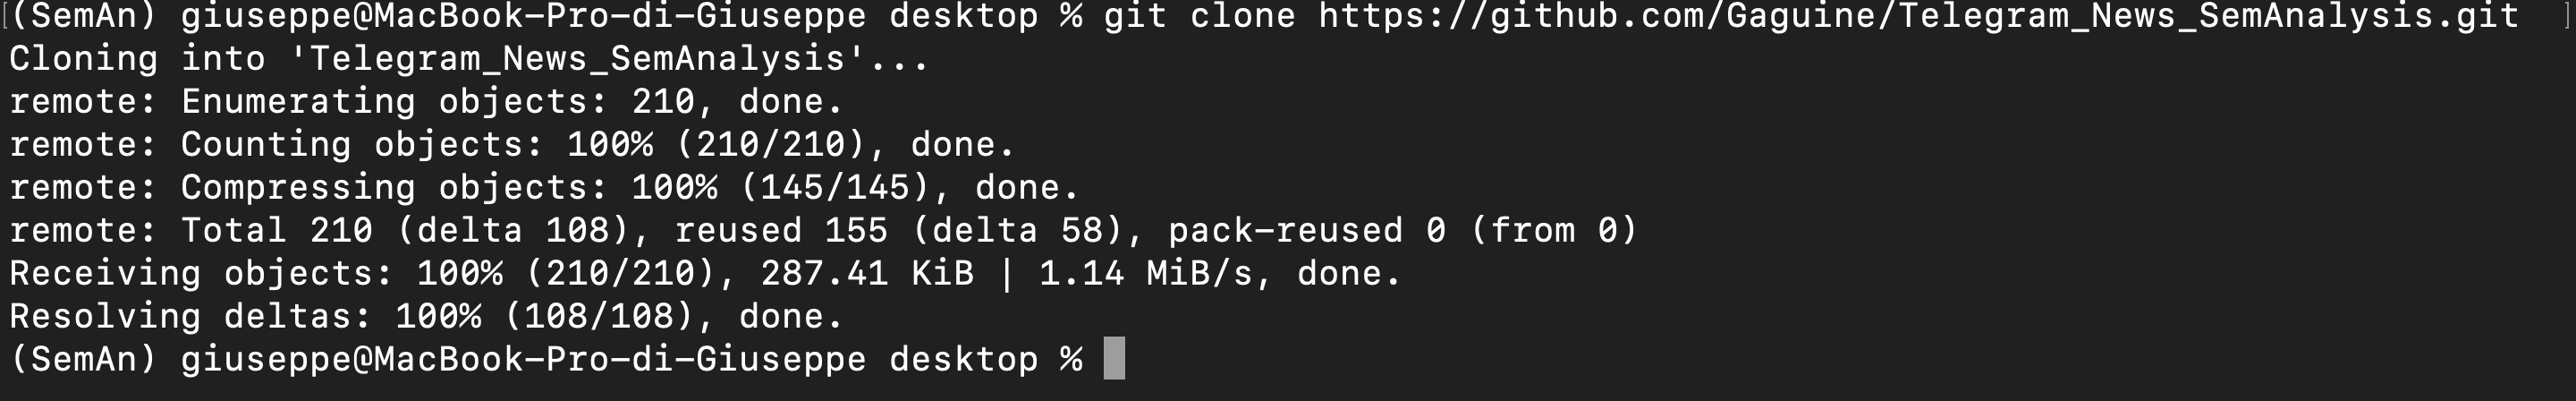 [(SemAn) giuseppe@MacBook-Pro-di-Giuseppe desktop % git clone https://github.com/Gaguine/Telegram_News_SemAnalysis.git ]
Cloning into 'Telegram_News_SemAnalysis'...
remote: Enumerating objects: 210, done.
remote: Counting objects: 100% (210/210), done.
remote: Compressing objects: 100% (145/145), done.
remote: Total 210 (delta 108), reused 155 (delta 58), pack-reused 0 (from 0)
Receiving objects: 100% (210/210), 287.41 KiB | 1.14 MiB/s, done.
Resolving deltas: 100% (108/108), done.
(SemAn) giuseppe@MacBook-Pro-di-Giuseppe desktop %